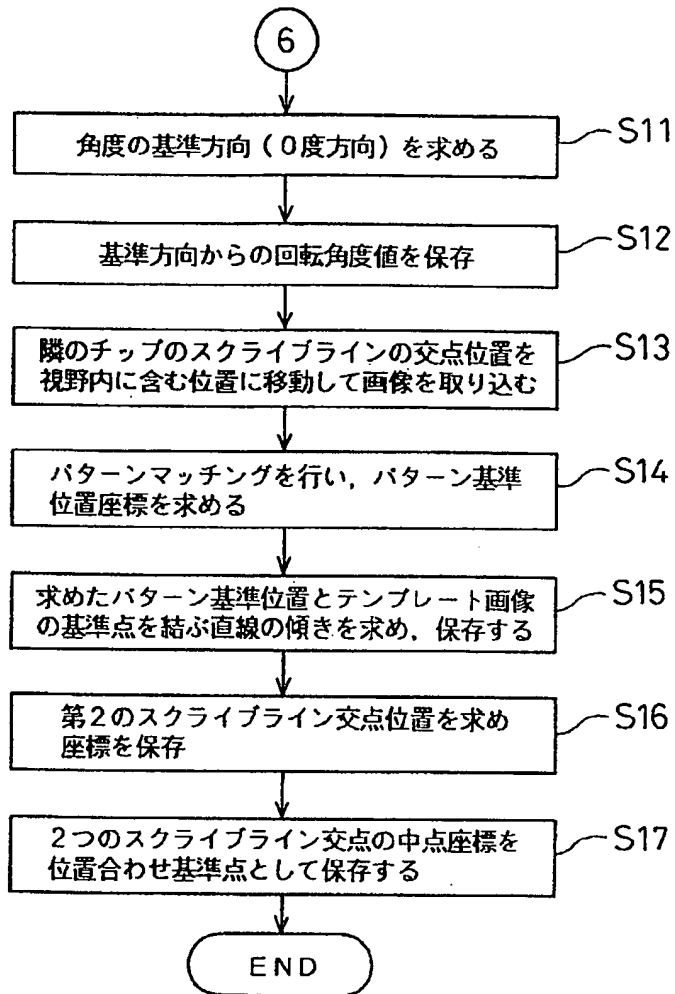 6
角度の基準方向（０度方向）を求める
S11
基準方向からの回転角度値を保存
S12
隣のチップのスクライブラインの交点位置を
視野内に含む位置に移動して画像を取り込む
S13
パターンマッチングを行い，パターン基準
位置座標を求める
S14
求めたパターン基準位置とテンプレート画像
の基準点を結ぶ直線の傾きを求め，保存する
S15
第２のスクライブライン交点位置を求め
座標を保存
S16
２つのスクライブライン交点の中点座標を
位置合わせ基準点として保存する
S17
END